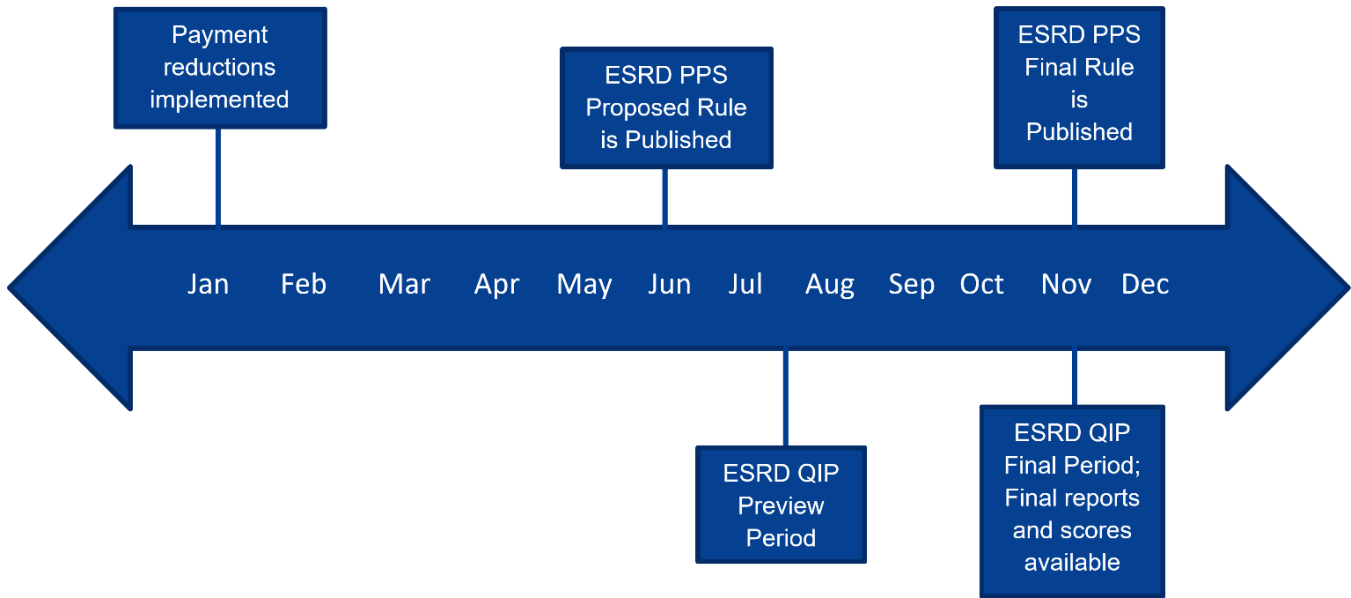 Payment
reductions
implemented
ESRD PPS
Proposed Rule
is Published
ESRD PPS
Final Rule
is
Published
Jan Feb Mar Apr May Jun Jul Aug Sep Oct Nov Dec
ESRD QIP
Preview
Period
ESRD QIP
Final Period;
Final reports
and scores
available